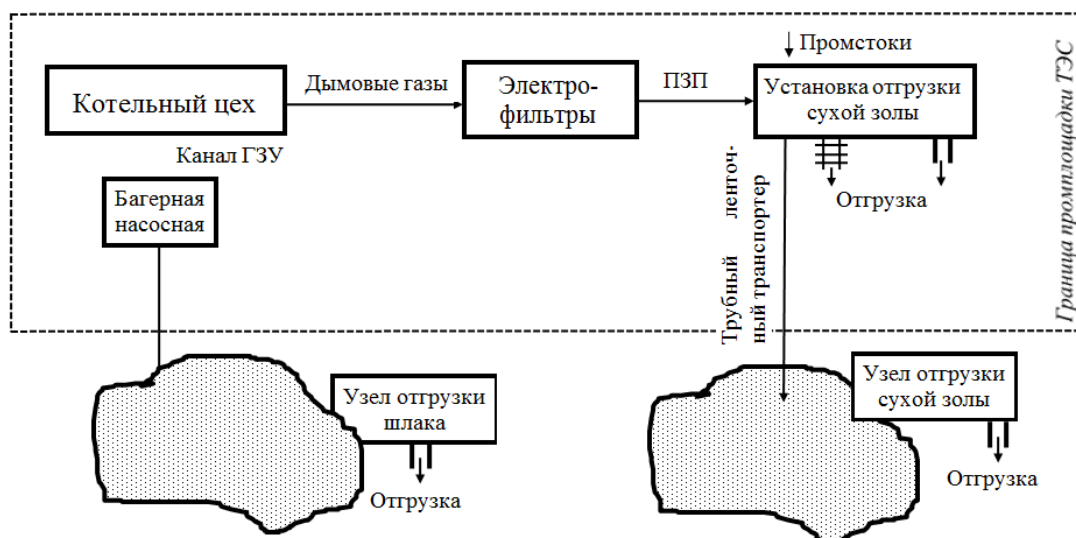 Промстоки
Котельный цех
Дымовые газы
Электро-
фильтры
ПЗП
Установка отгрузки
сухой золы
Канал ГЗУ
Багерная
насосная
Отгрузка
Трубный ленточ-
ный транспортер
Граница промплощадки ТЭС
Узел отгрузки
шлака
Отгрузка
Узел отгрузки
сухой золы
Отгрузка